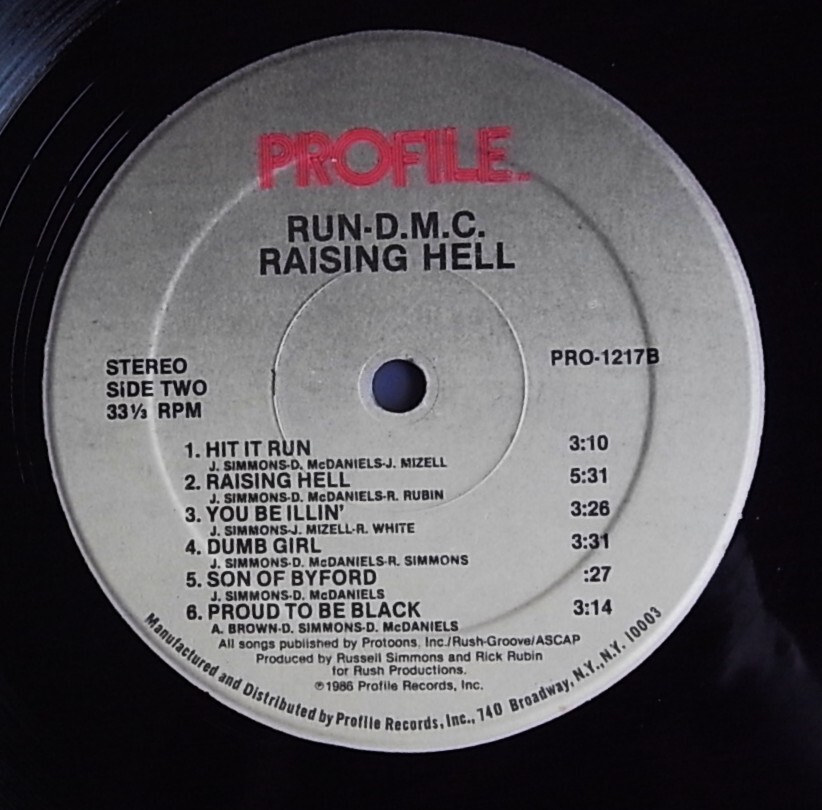 PROFILE™
RUN-D.M.C.
RAISING HELL
STEREO
SIDE TWO
33⅓ RPM
PRO-1217B
1. HIT IT RUN 3:10
J. SIMMONS-D. McDANIELS-J. MIZELL
2. RAISING HELL 5:31
J. SIMMONS-D. McDANIELS-R. RUBIN
3. YOU BE ILLIN' 3:26
J. SIMMONS-J. MIZELL-R. WHITE
4. DUMB GIRL 3:31
J. SIMMONS-D. McDANIELS-R. SIMMONS
5. SON OF BYFORD :27
J. SIMMONS-D. McDANIELS
6. PROUD TO BE BLACK 3:14
A. BROWN-D. SIMMONS-D. McDANIELS
All songs published by Protoons, Inc./Rush-Groove/ASCAP
Produced by Russell Simmons and Rick Rubin
for Rush Productions.
℗1986 Profile Records, Inc.
Manufactured and Distributed by Profile Records, Inc., 740 Broadway, N.Y., N.Y. 10003